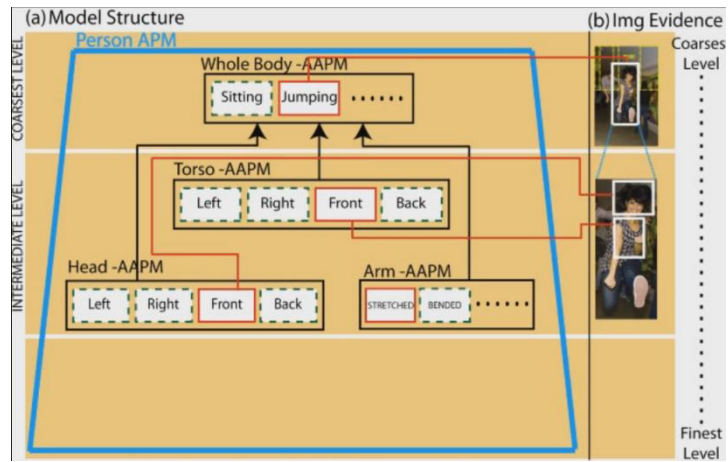 (a) Model Structure
(b) Img Evidence
Person APM
COARSEST LEVEL
Whole Body -AAPM
Sitting
Jumping
......
Coarses
Level
INTERMEDIATE LEVEL
Torso -AAPM
Left
Right
Front
Back
Head -AAPM
Left
Right
Front
Back
Arm -AAPM
STRETCHED
BENDED
......
Finest
Level